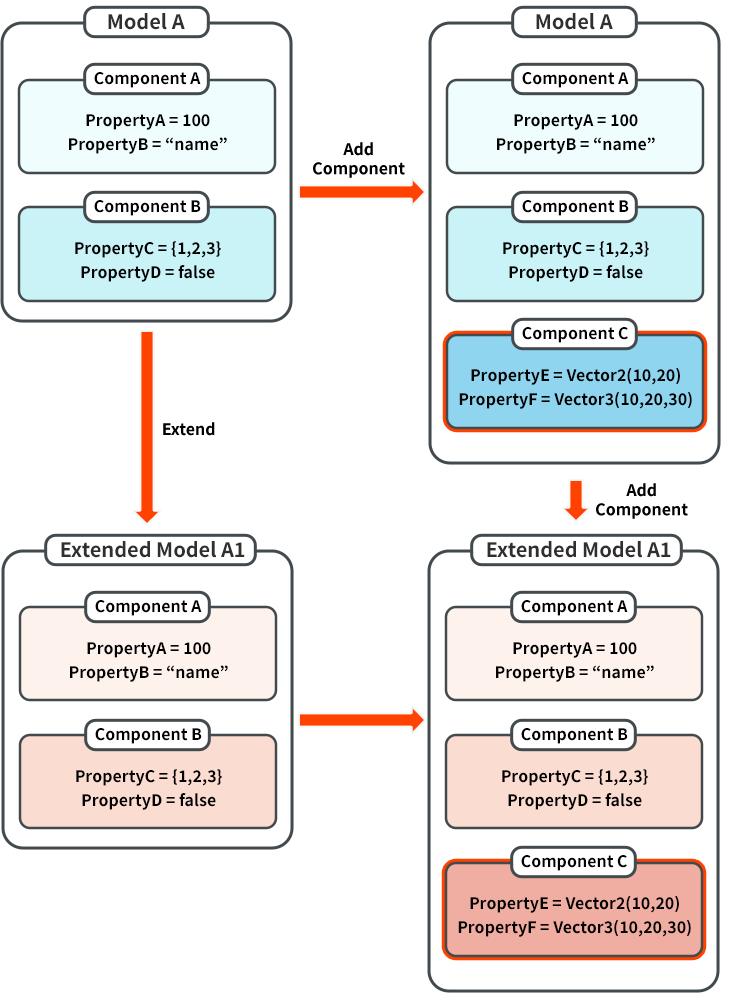 Model A
Component A
PropertyA = 100
PropertyB = “name”
Component B
PropertyC = {1,2,3}
PropertyD = false
Add
Component
Model A
Component A
PropertyA = 100
PropertyB = “name”
Component B
PropertyC = {1,2,3}
PropertyD = false
Component C
PropertyE = Vector2(10,20)
PropertyF = Vector3(10,20,30)
Extend
Add
Component
Extended Model A1
Component A
PropertyA = 100
PropertyB = “name”
Component B
PropertyC = {1,2,3}
PropertyD = false
Extended Model A1
Component A
PropertyA = 100
PropertyB = “name”
Component B
PropertyC = {1,2,3}
PropertyD = false
Component C
PropertyE = Vector2(10,20)
PropertyF = Vector3(10,20,30)